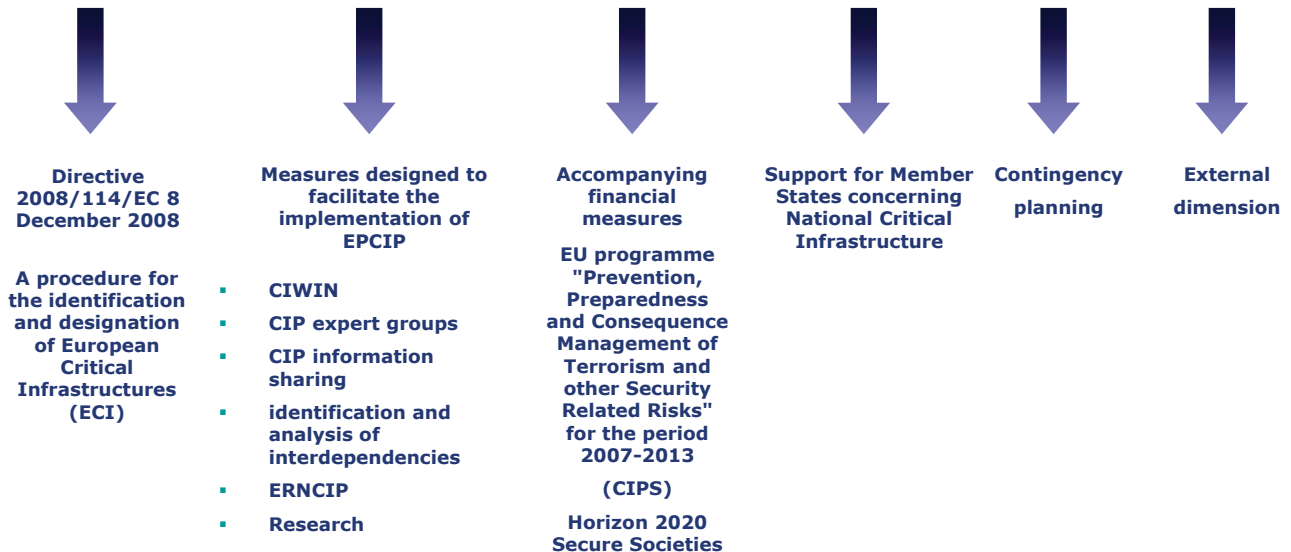 Directive
2008/114/EC 8
December 2008
A procedure for
the identification
and designation
of European
Critical
Infrastructures
(ECI)
Measures designed to
facilitate the
implementation of
EPCIP
▪ CIWIN
▪ CIP expert groups
▪ CIP information
sharing
▪ identification and
analysis of
interdependencies
▪ ERNCIP
▪ Research
Accompanying
financial
measures
EU programme
"Prevention,
Preparedness
and Consequence
Management of
Terrorism and
other Security
Related Risks"
for the period
2007-2013
(CIPS)
Horizon 2020
Secure Societies
Support for Member
States concerning
National Critical
Infrastructure
Contingency
planning
External
dimension